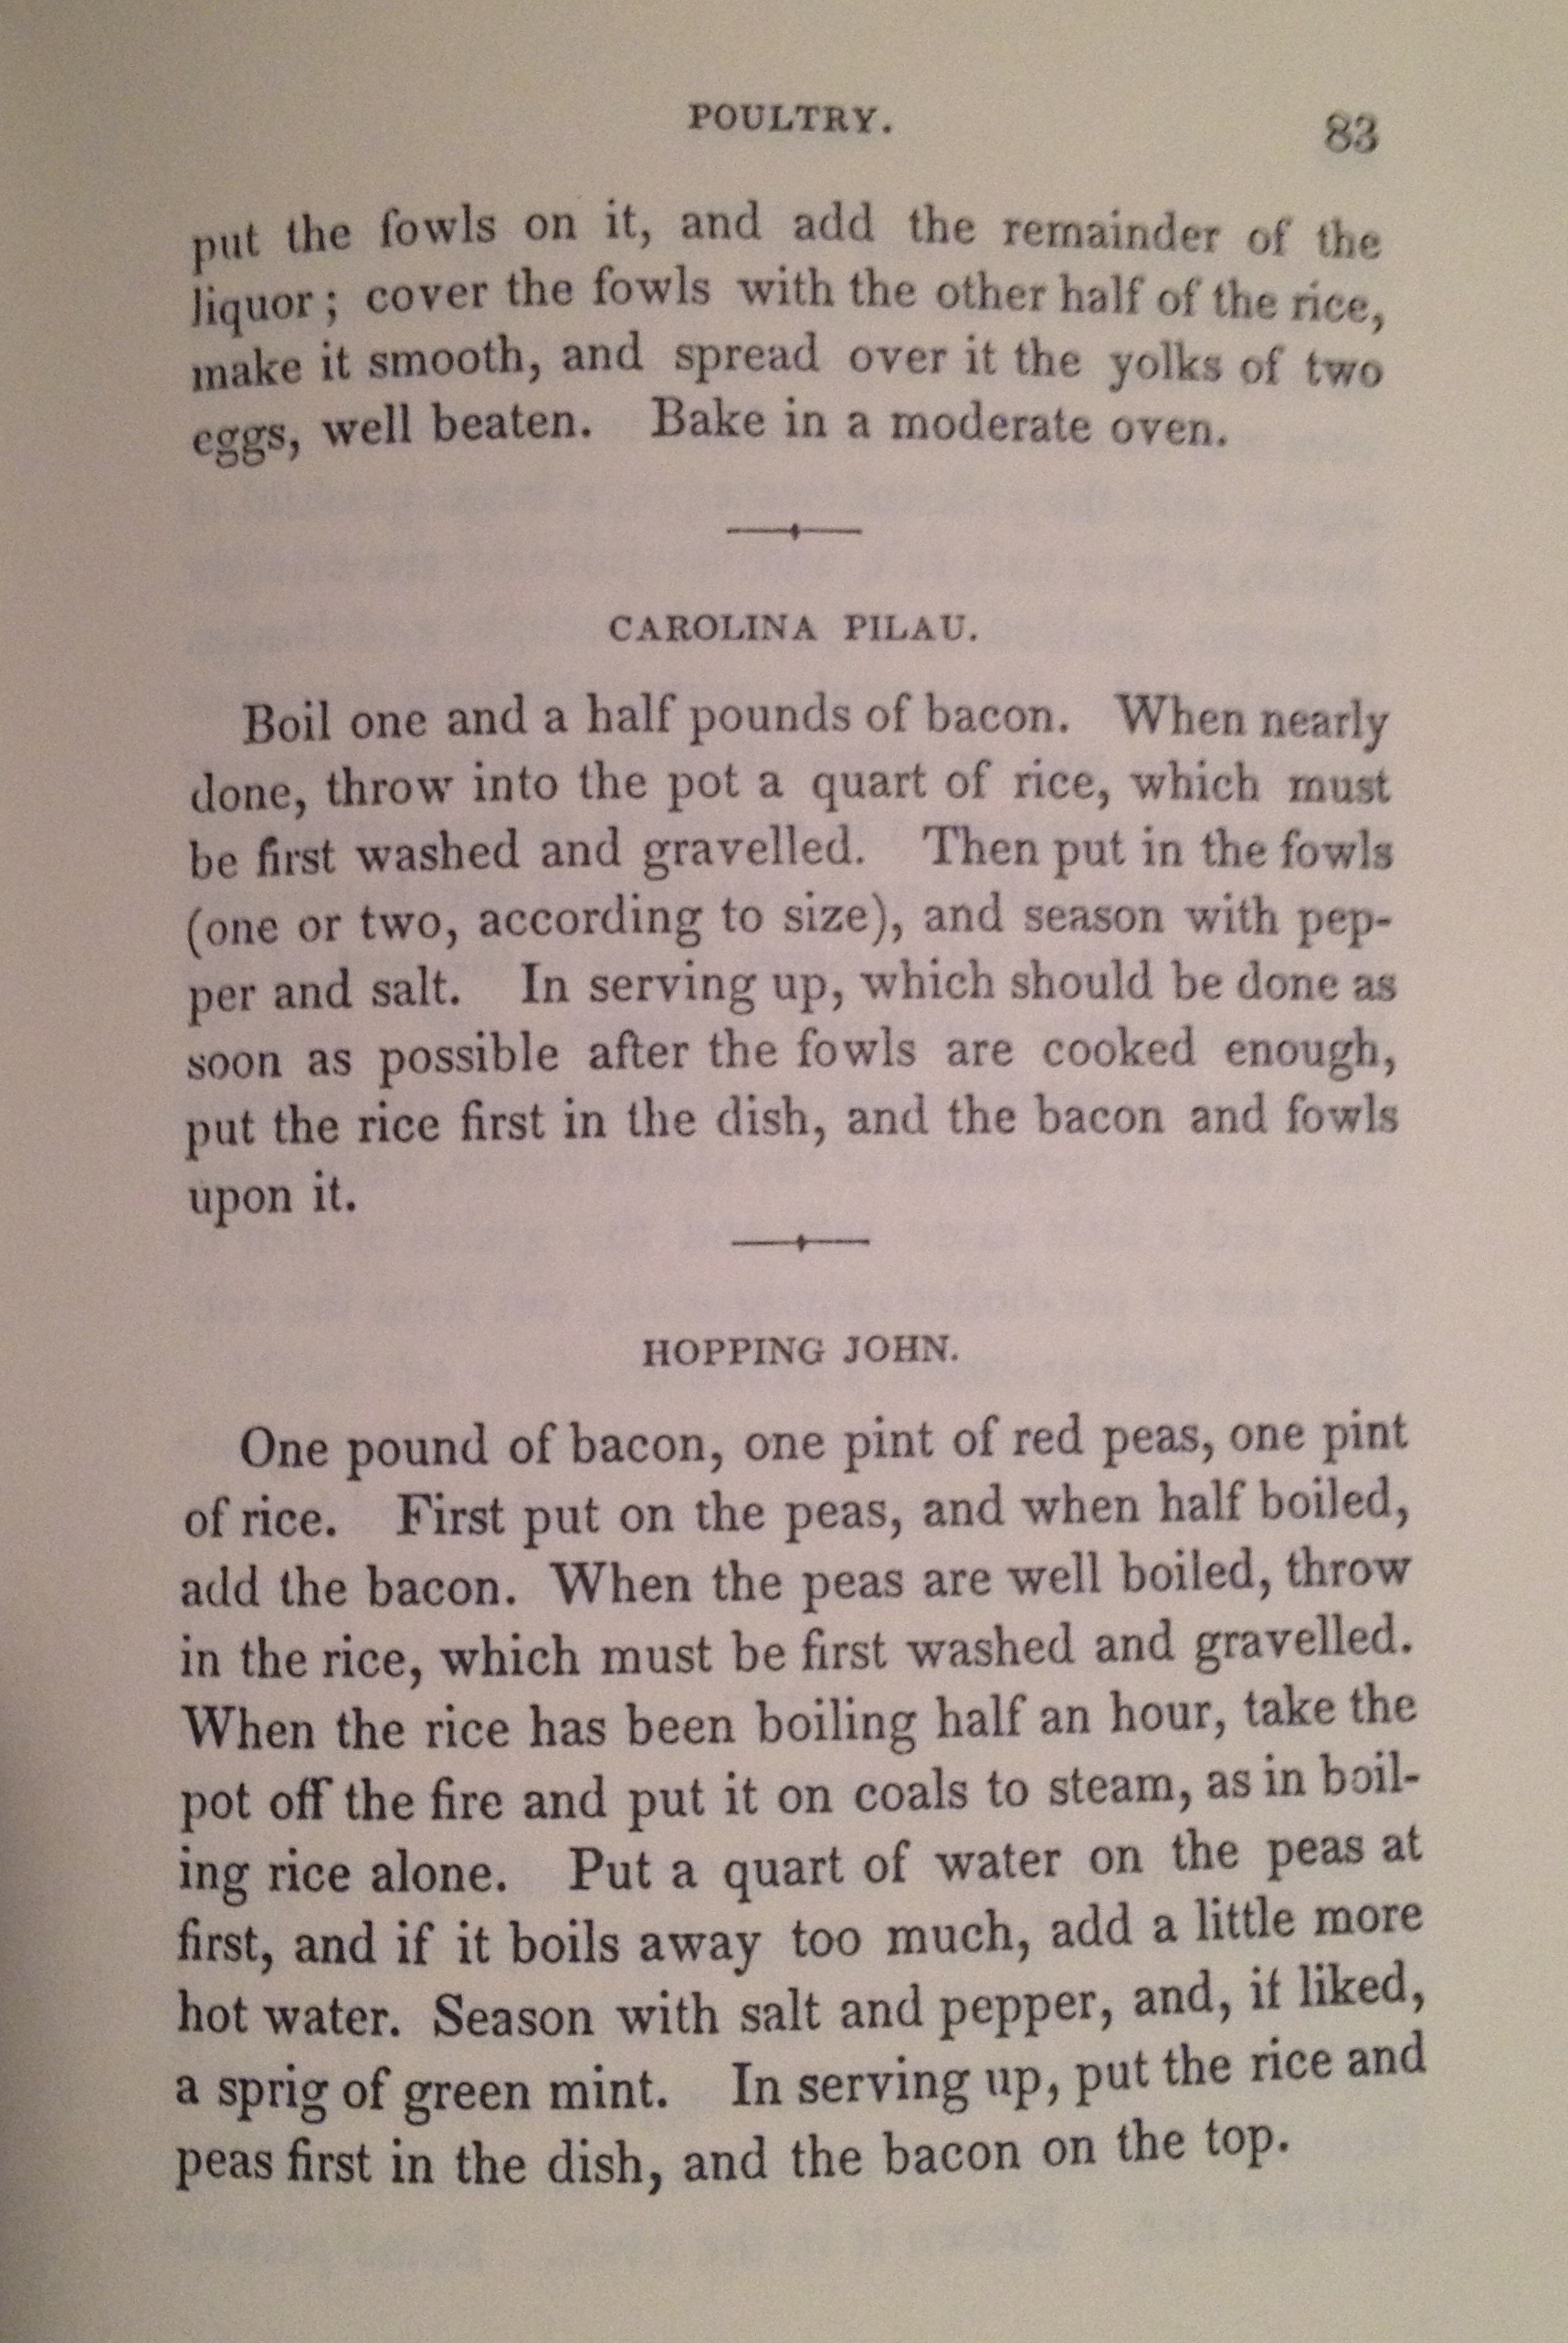 POULTRY. 83
put the fowls on it, and add the remainder of the
liquor; cover the fowls with the other half of the rice,
make it smooth, and spread over it the yolks of two
eggs, well beaten. Bake in a moderate oven.
CAROLINA PILAU.
Boil one and a half pounds of bacon. When nearly
done, throw into the pot a quart of rice, which must
be first washed and gravelled. Then put in the fowls
(one or two, according to size), and season with pep-
per and salt. In serving up, which should be done as
soon as possible after the fowls are cooked enough,
put the rice first in the dish, and the bacon and fowls
upon it.
HOPPING JOHN.
One pound of bacon, one pint of red peas, one pint
of rice. First put on the peas, and when half boiled,
add the bacon. When the peas are well boiled, throw
in the rice, which must be first washed and gravelled.
When the rice has been boiling half an hour, take the
pot off the fire and put it on coals to steam, as in boil-
ing rice alone. Put a quart of water on the peas at
first, and if it boils away too much, add a little more
hot water. Season with salt and pepper, and, if liked,
a sprig of green mint. In serving up, put the rice and
peas first in the dish, and the bacon on the top.